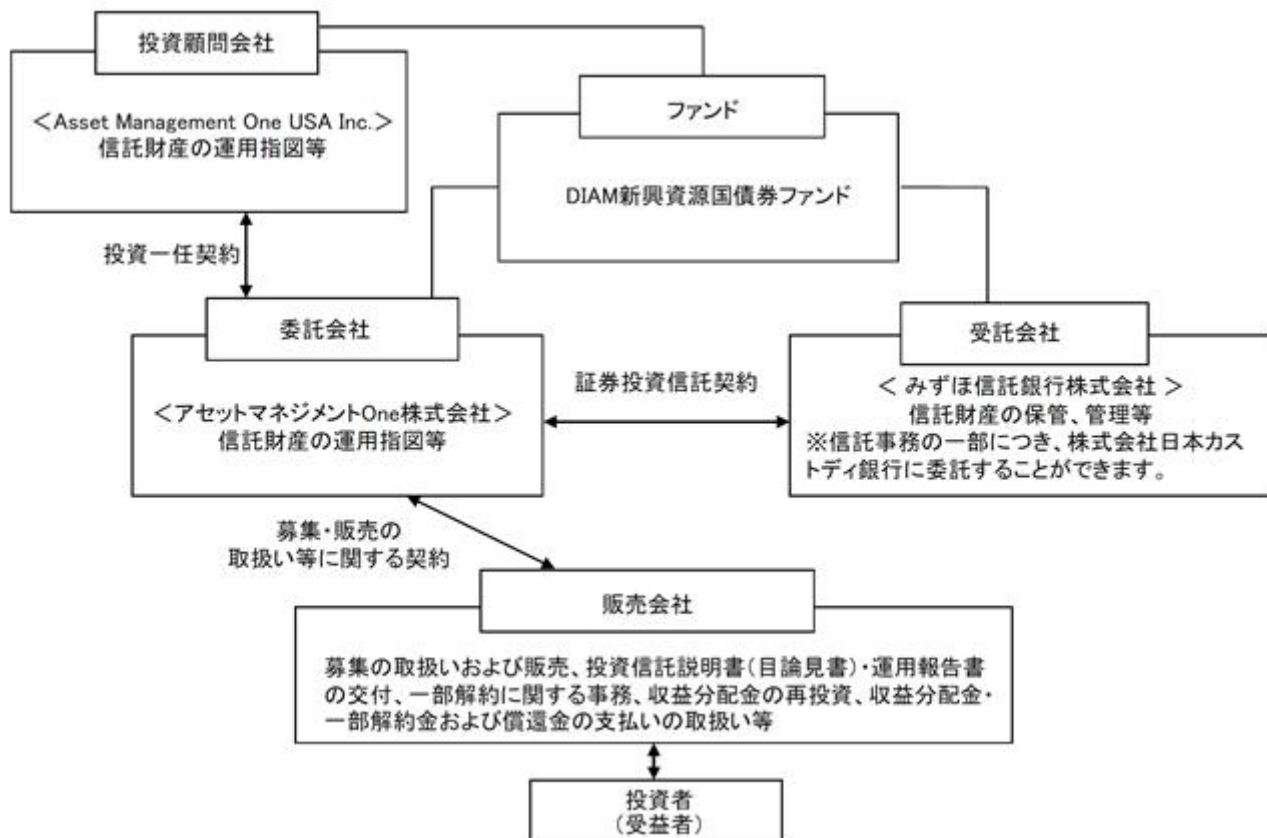 投資顧問会社
＜Asset Management One USA Inc.＞
信託財産の運用指図等
ファンド
DIAM新興資源国債券ファンド
投資一任契約
委託会社
＜アセットマネジメントOne株式会社＞
信託財産の運用指図等
証券投資信託契約
受託会社
＜ みずほ信託銀行株式会社 ＞
信託財産の保管、管理等
※信託事務の一部につき、株式会社日本カス
トディ銀行に委託することができます。
募集・販売の
取扱い等に関する契約
販売会社
募集の取扱いおよび販売、投資信託説明書（目論見書）・運用報告書
の交付、一部解約に関する事務、収益分配金の再投資、収益分配金・
一部解約金および償還金の支払いの取扱い等
投資者
（受益者）